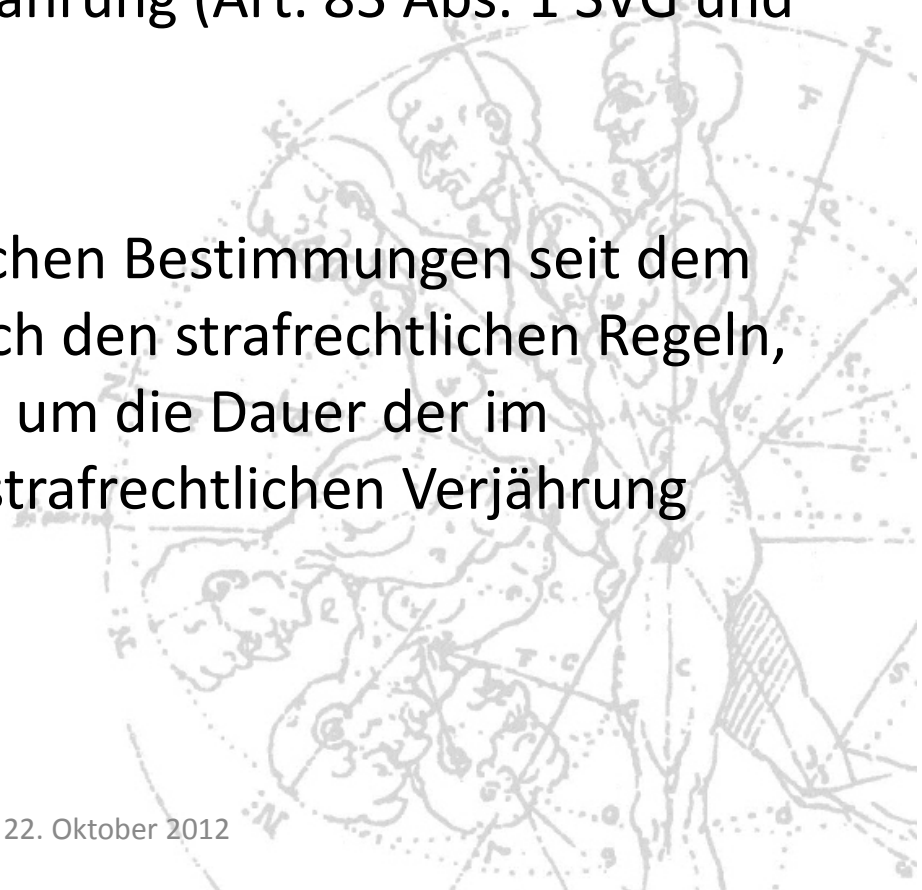 ährung (Art. 83 Abs. 1 SVG und
chen Bestimmungen seit dem
ch den strafrechtlichen Regeln,
um die Dauer der im
strafrechtlichen Verjährung
22. Oktober 2012